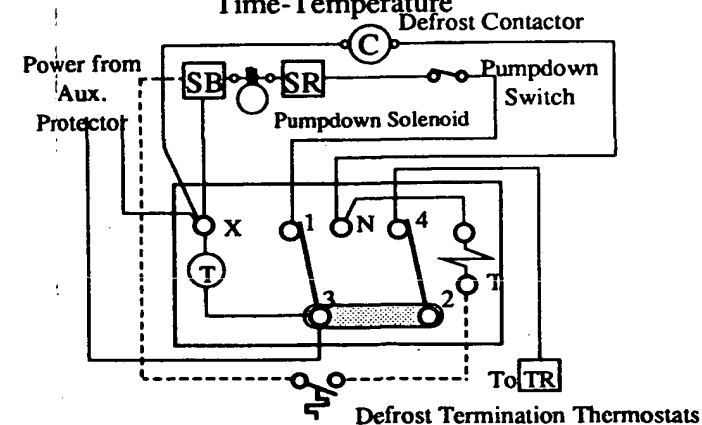 Time-Temperature
Defrost Contactor
C
Power from
Aux.
Protector
SB
SR
Pumpdown
Switch
Pumpdown Solenoid
X
1
N
4
T
3
2
T
To TR
Defrost Termination Thermostats